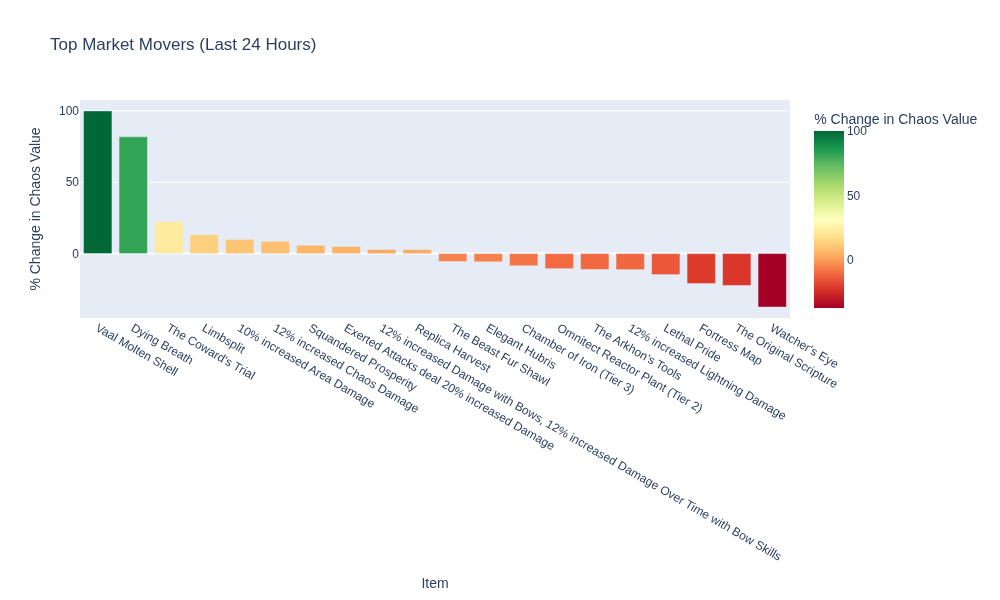 Top Market Movers (Last 24 Hours)
% Change in Chaos Value
100
50
0
Vaal Molten Shell
Dying Breath
The Coward's Trial
Limbsplit
10% increased Area Damage
12% increased Chaos Damage
Squandered Prosperity
Exerted Attacks deal 20% increased Damage
12% increased Damage with Bows, 12% increased Damage Over Time with Bow Skills
Replica Harvest
The Beast Fur Shawl
Elegant Hubris
Chamber of Iron (Tier 3)
Omnitect Reactor Plant (Tier 2)
The Arkhon's Tools
12% increased Lightning Damage
Lethal Pride
Fortress Map
The Original Scripture
Watcher's Eye
Item
% Change in Chaos Value
100
50
0